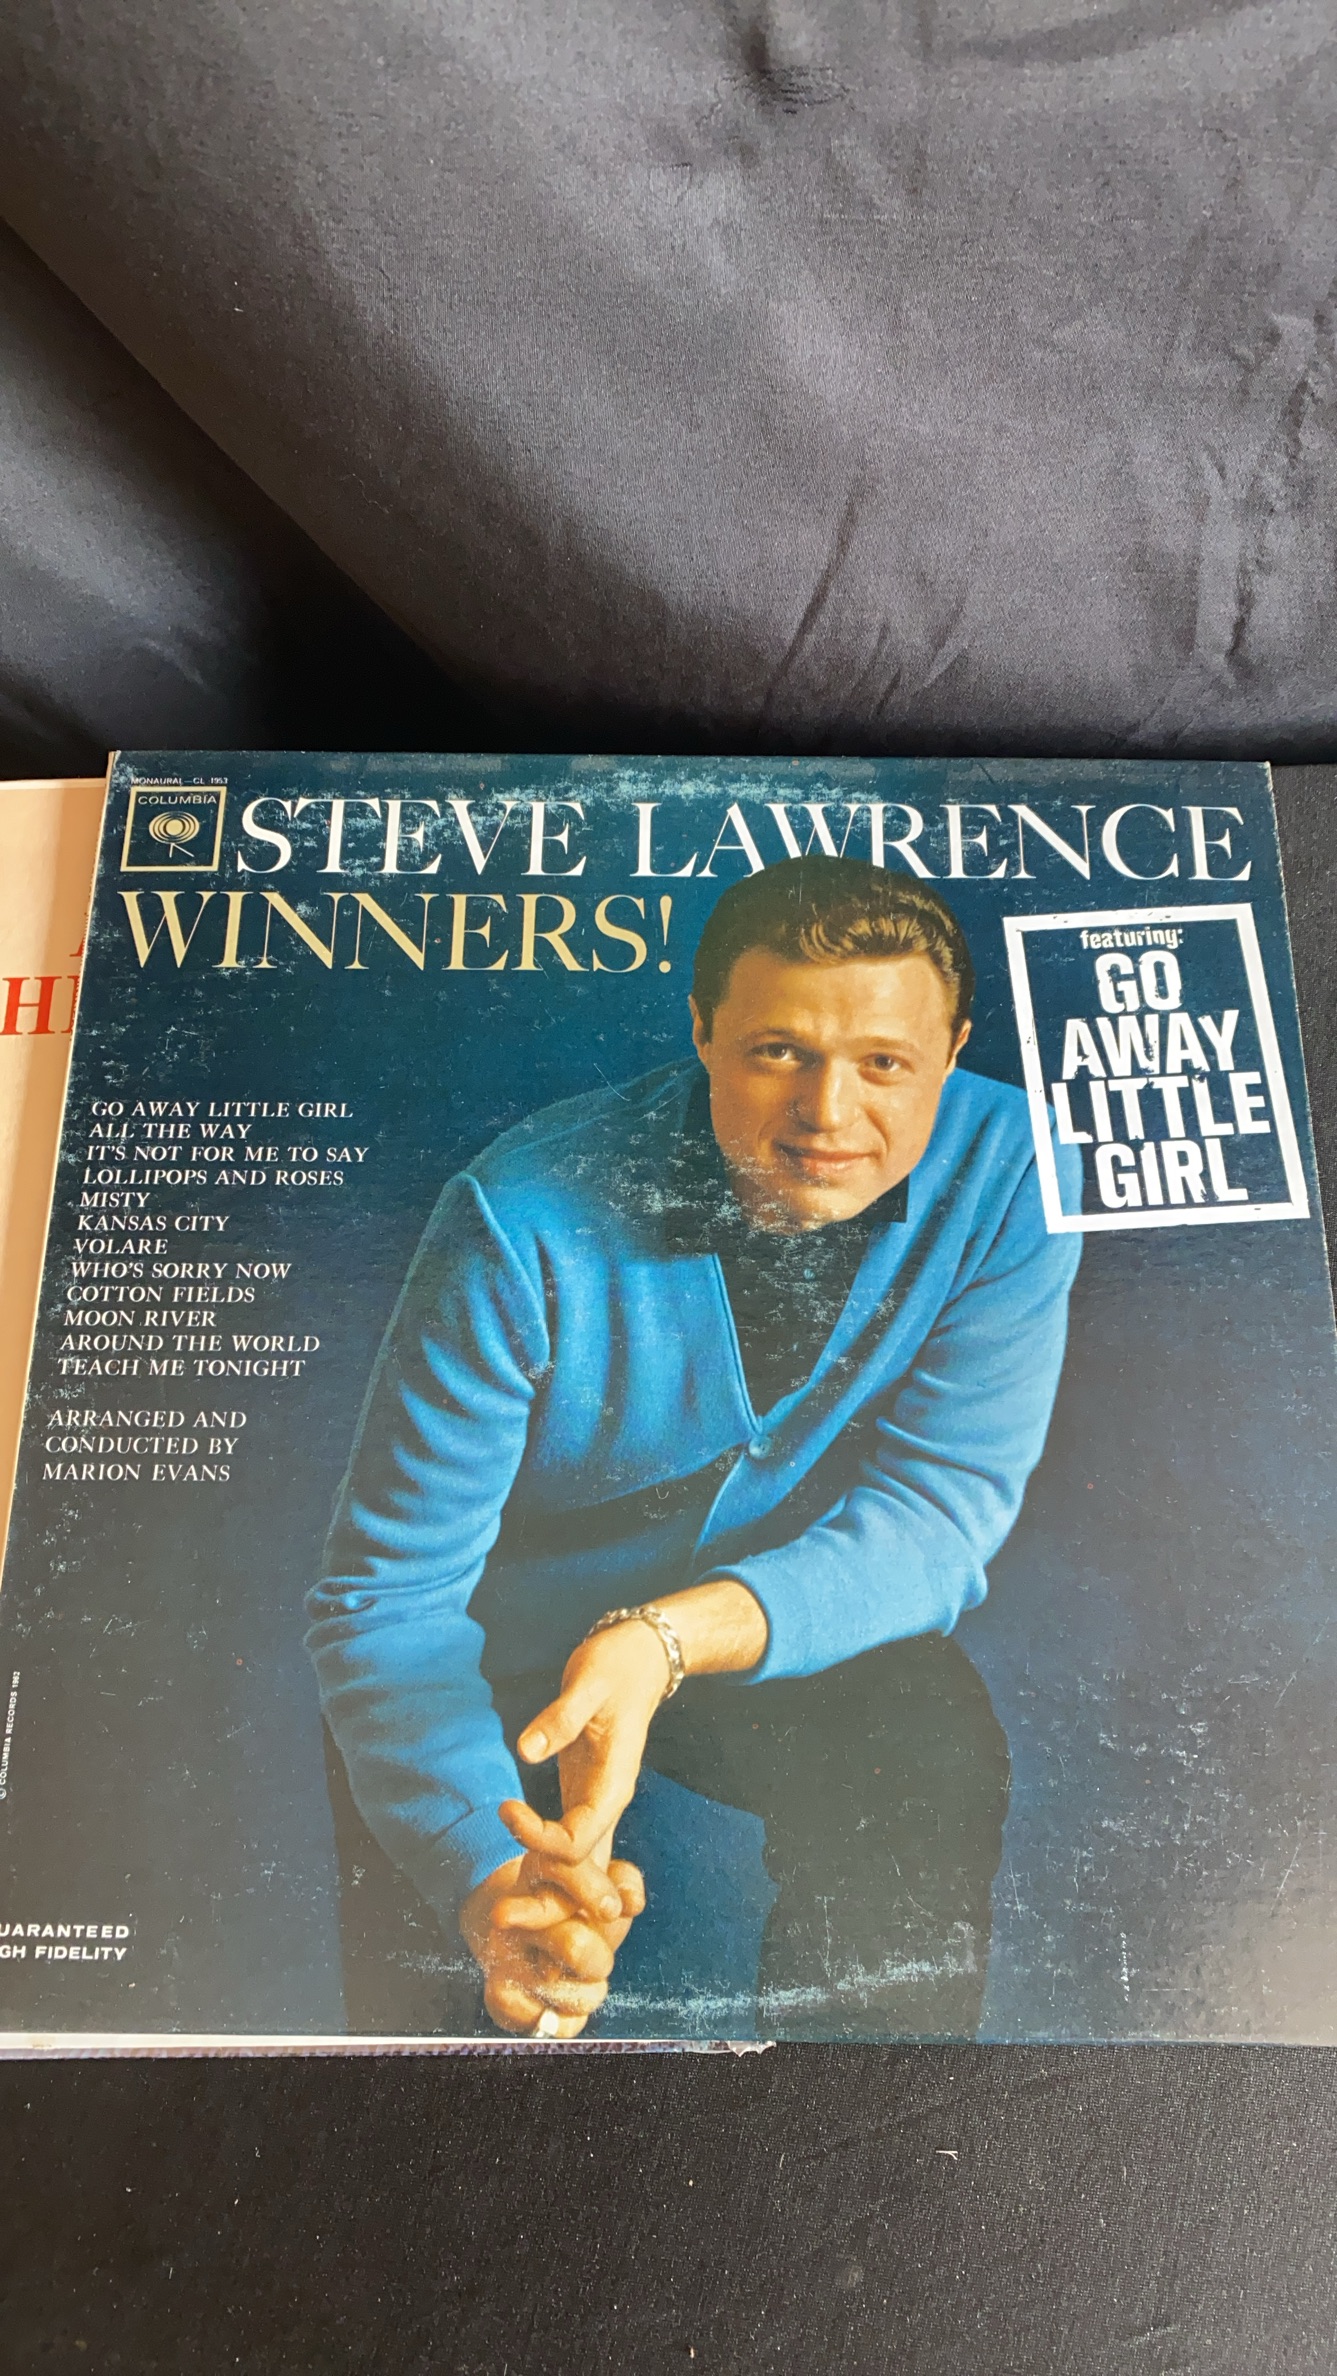 MONAURAL—CL 1953
COLUMBIA
STEVE LAWRENCE
WINNERS!
featuring:
GO
AWAY
LITTLE
GIRL
GO AWAY LITTLE GIRL
ALL THE WAY
IT'S NOT FOR ME TO SAY
LOLLIPOPS AND ROSES
MISTY
KANSAS CITY
VOLARE
WHO'S SORRY NOW
COTTON FIELDS
MOON RIVER
AROUND THE WORLD
TEACH ME TONIGHT
ARRANGED AND
CONDUCTED BY
MARION EVANS
© COLUMBIA RECORDS 1962
UARANTEED
GH FIDELITY